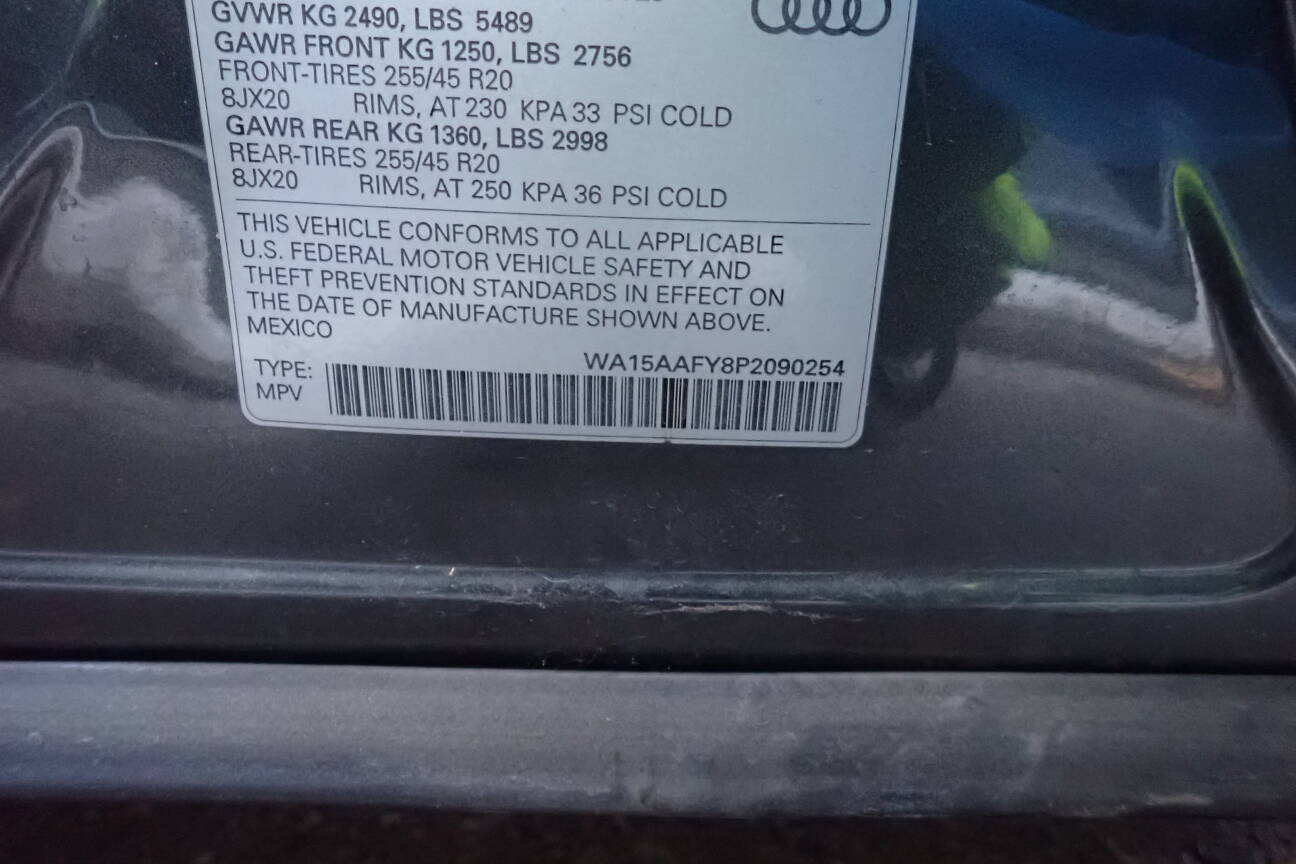 GVWR KG 2490, LBS 5489
GAWR FRONT KG 1250, LBS 2756
FRONT-TIRES 255/45 R20
8JX20 RIMS, AT 230 KPA 33 PSI COLD
GAWR REAR KG 1360, LBS 2998
REAR-TIRES 255/45 R20
8JX20 RIMS, AT 250 KPA 36 PSI COLD
THIS VEHICLE CONFORMS TO ALL APPLICABLE
U.S. FEDERAL MOTOR VEHICLE SAFETY AND
THEFT PREVENTION STANDARDS IN EFFECT ON
THE DATE OF MANUFACTURE SHOWN ABOVE.
MEXICO
WA15AAFY8P2090254
TYPE:
MPV